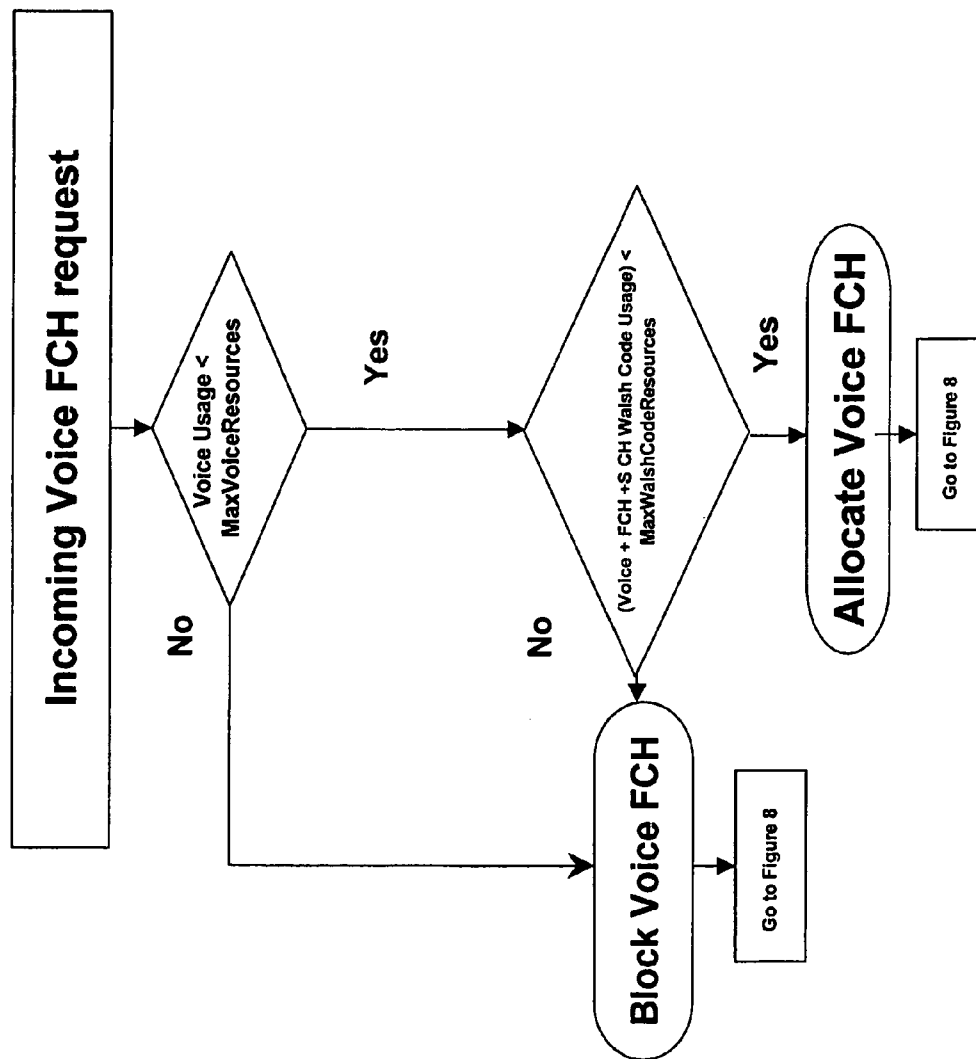 Incoming Voice FCH request
Voice Usage <
MaxVoiceResources
No
Yes
(Voice + FCH +S CH Walsh Code Usage) <
MaxWalshCodeResources
No
Yes
Block Voice FCH
Allocate Voice FCH
Go to Figure 8
Go to Figure 8